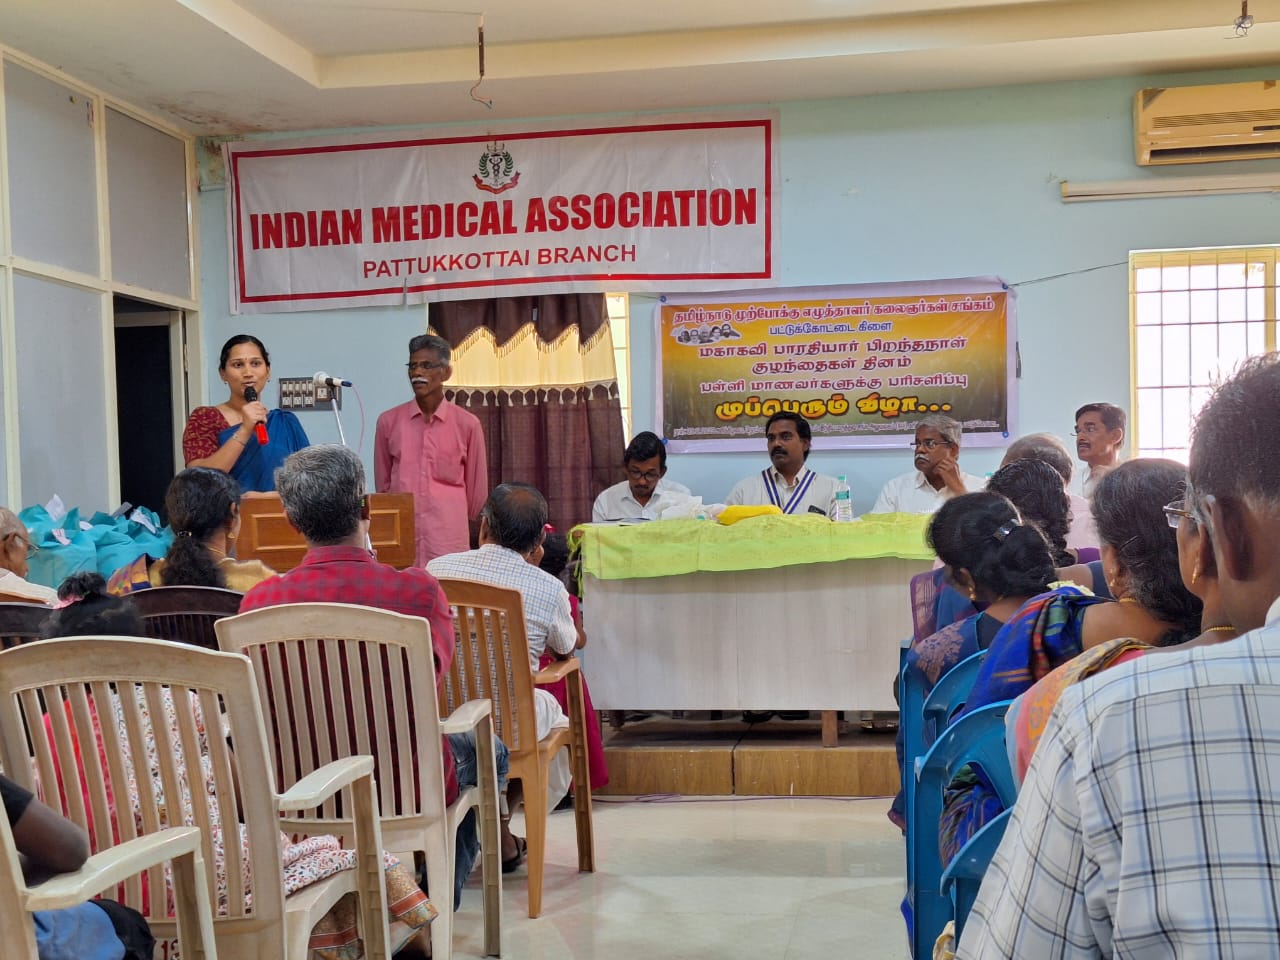 INDIAN MEDICAL ASSOCIATION
PATTUKKOTTAI BRANCH
தமிழ்நாடு முற்போக்கு எழுத்தாளர் கலைஞர்கள் சங்கம்
பட்டுக்கோட்டை கிளை
மகாகவி பாரதியார் பிறந்தநாள்
குழந்தைகள் தினம்
பள்ளி மாணவர்களுக்கு பரிசளிப்பு
முப்பெரும் விழா...